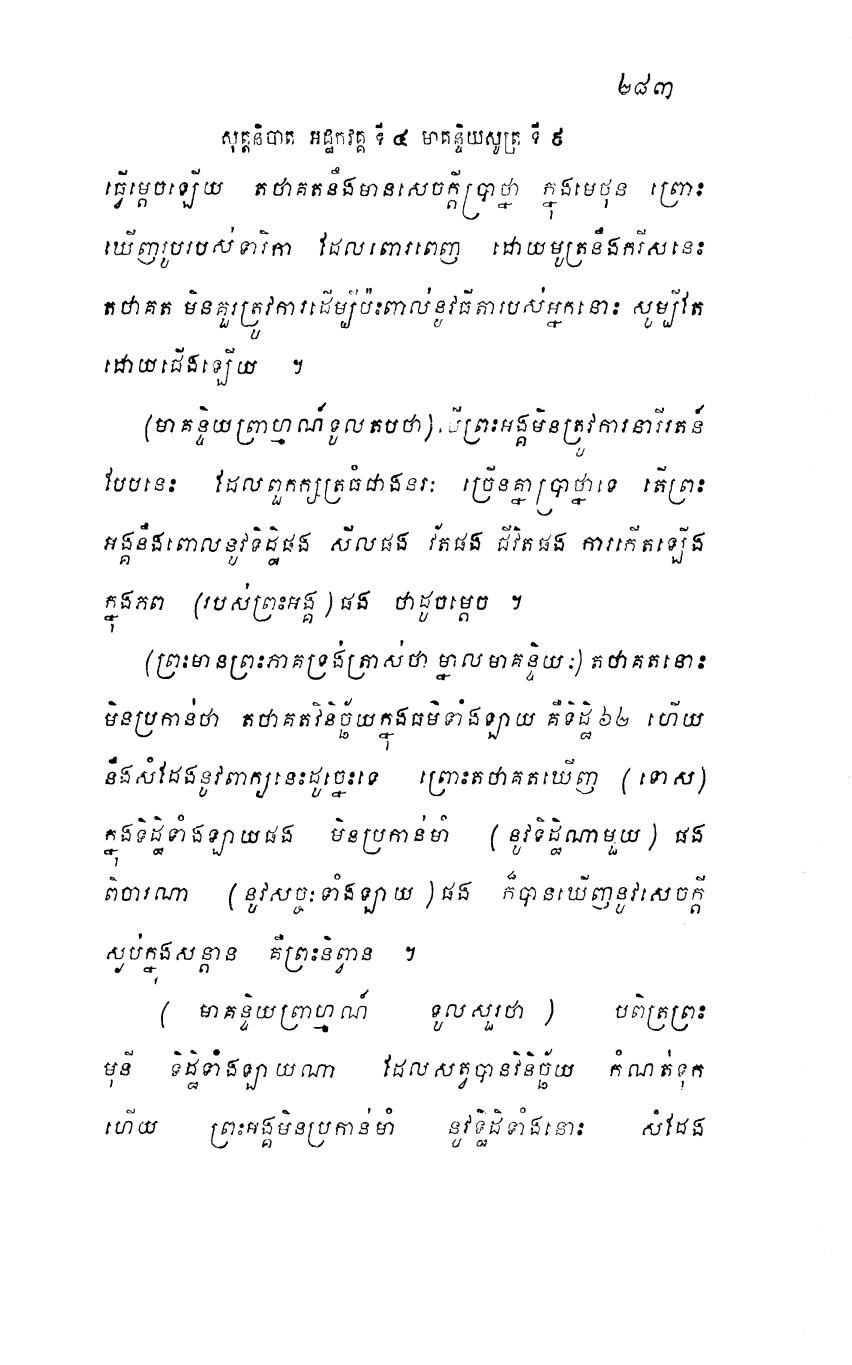 ២៨៣
សុត្តនិបាត អដ្ឋកវគ្គ ទី ៤ មាគន្ទិយសូត្រ ទី ៩
ធ្វើម្តេចឡើយ តថាគតនឹងមានសេចក្តីប្រាថ្នា ក្នុងមេថុន ព្រោះ
ឃើញរូបរបស់ទារិកា ដែលពោរពេញ ដោយមូត្រនឹងករីសនេះ
តថាគត មិនគួរត្រូវការដើម្បីប៉ះពាល់នូវធីតារបស់អ្នកនោះ សូម្បីតែ
ដោយជើងឡើយ ។
(មាគន្ទិយព្រាហ្មណ៍ទូលតបថា) បើព្រះអង្គមិនត្រូវការនារីរតន៍
បែបនេះ ដែលពួកក្សត្រធំជាងនរៈ ច្រើនគ្នាប្រាថ្នាទេ តើព្រះ
អង្គនឹងពោលនូវទិដ្ឋិផង សីលផង វ័តផង ជីវិតផង ការកើតឡើង
ក្នុងភព (របស់ព្រះអង្គ) ផង ថាដូចម្តេច ។
(ព្រះមានព្រះភាគទ្រង់ត្រាស់ថា ម្នាលមាគន្ទិយៈ) តថាគតនោះ
មិនប្រកាន់ថា តថាគតវិនិច្ឆ័យក្នុងធម៌ទាំងឡាយ គឺទិដ្ឋិ ៦២ ហើយ
នឹងសំដែងនូវពាក្យនេះដូច្នេះទេ ព្រោះតថាគតឃើញ (ទោស)
ក្នុងទិដ្ឋិទាំងឡាយផង មិនប្រកាន់មាំ (នូវទិដ្ឋិណាមួយ) ផង
ពិចារណា (នូវសច្ចៈទាំងឡាយ) ផង ក៏បានឃើញនូវសេចក្តី
ស្ងប់ក្នុងសន្តាន គឺព្រះនិព្វាន ។
(មាគន្ទិយព្រាហ្មណ៍ ទូលសួរថា) បពិត្រព្រះ
មុនី ទិដ្ឋិទាំងឡាយណា ដែលសត្វបានវិនិច្ឆ័យ កំណត់ទុក
ហើយ ព្រះអង្គមិនប្រកាន់មាំ នូវទិដ្ឋិទាំងនោះ សំដែង